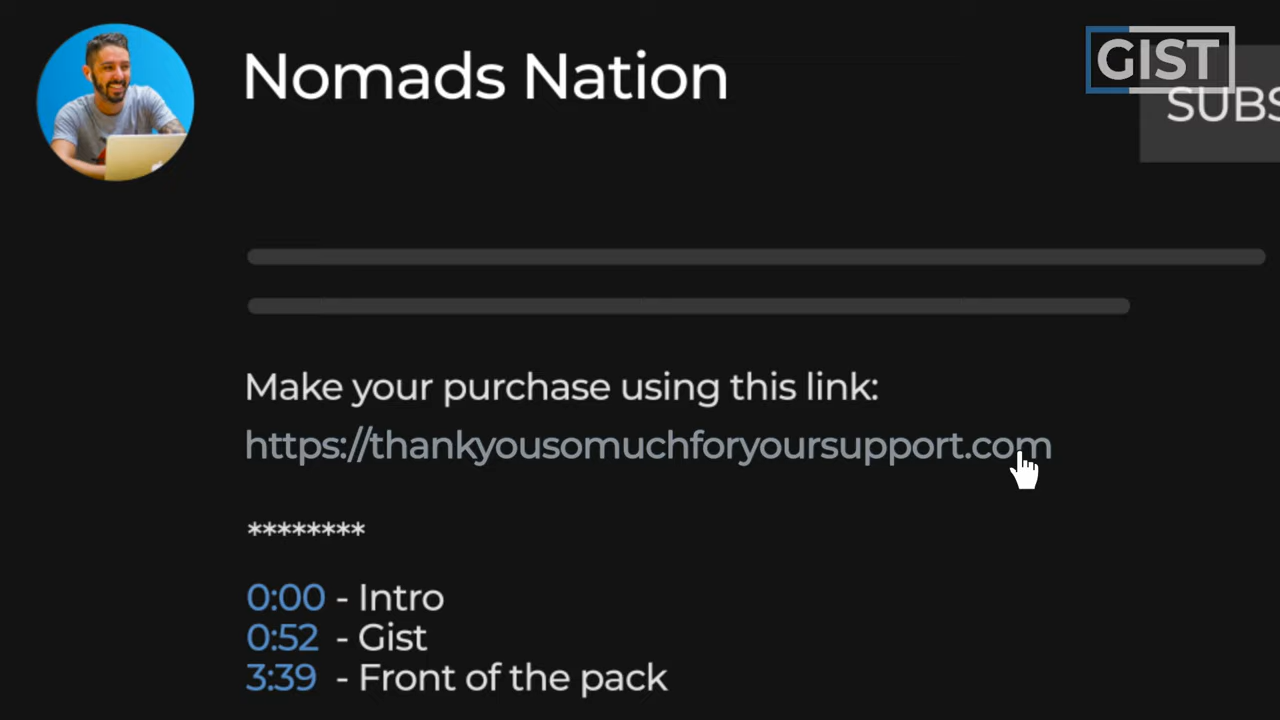 Nomads Nation
GIST
SUBS
Make your purchase using this link:
https://thankyousomuchforyoursupport.com
********
0:00 - Intro
0:52 - Gist
3:39 - Front of the pack